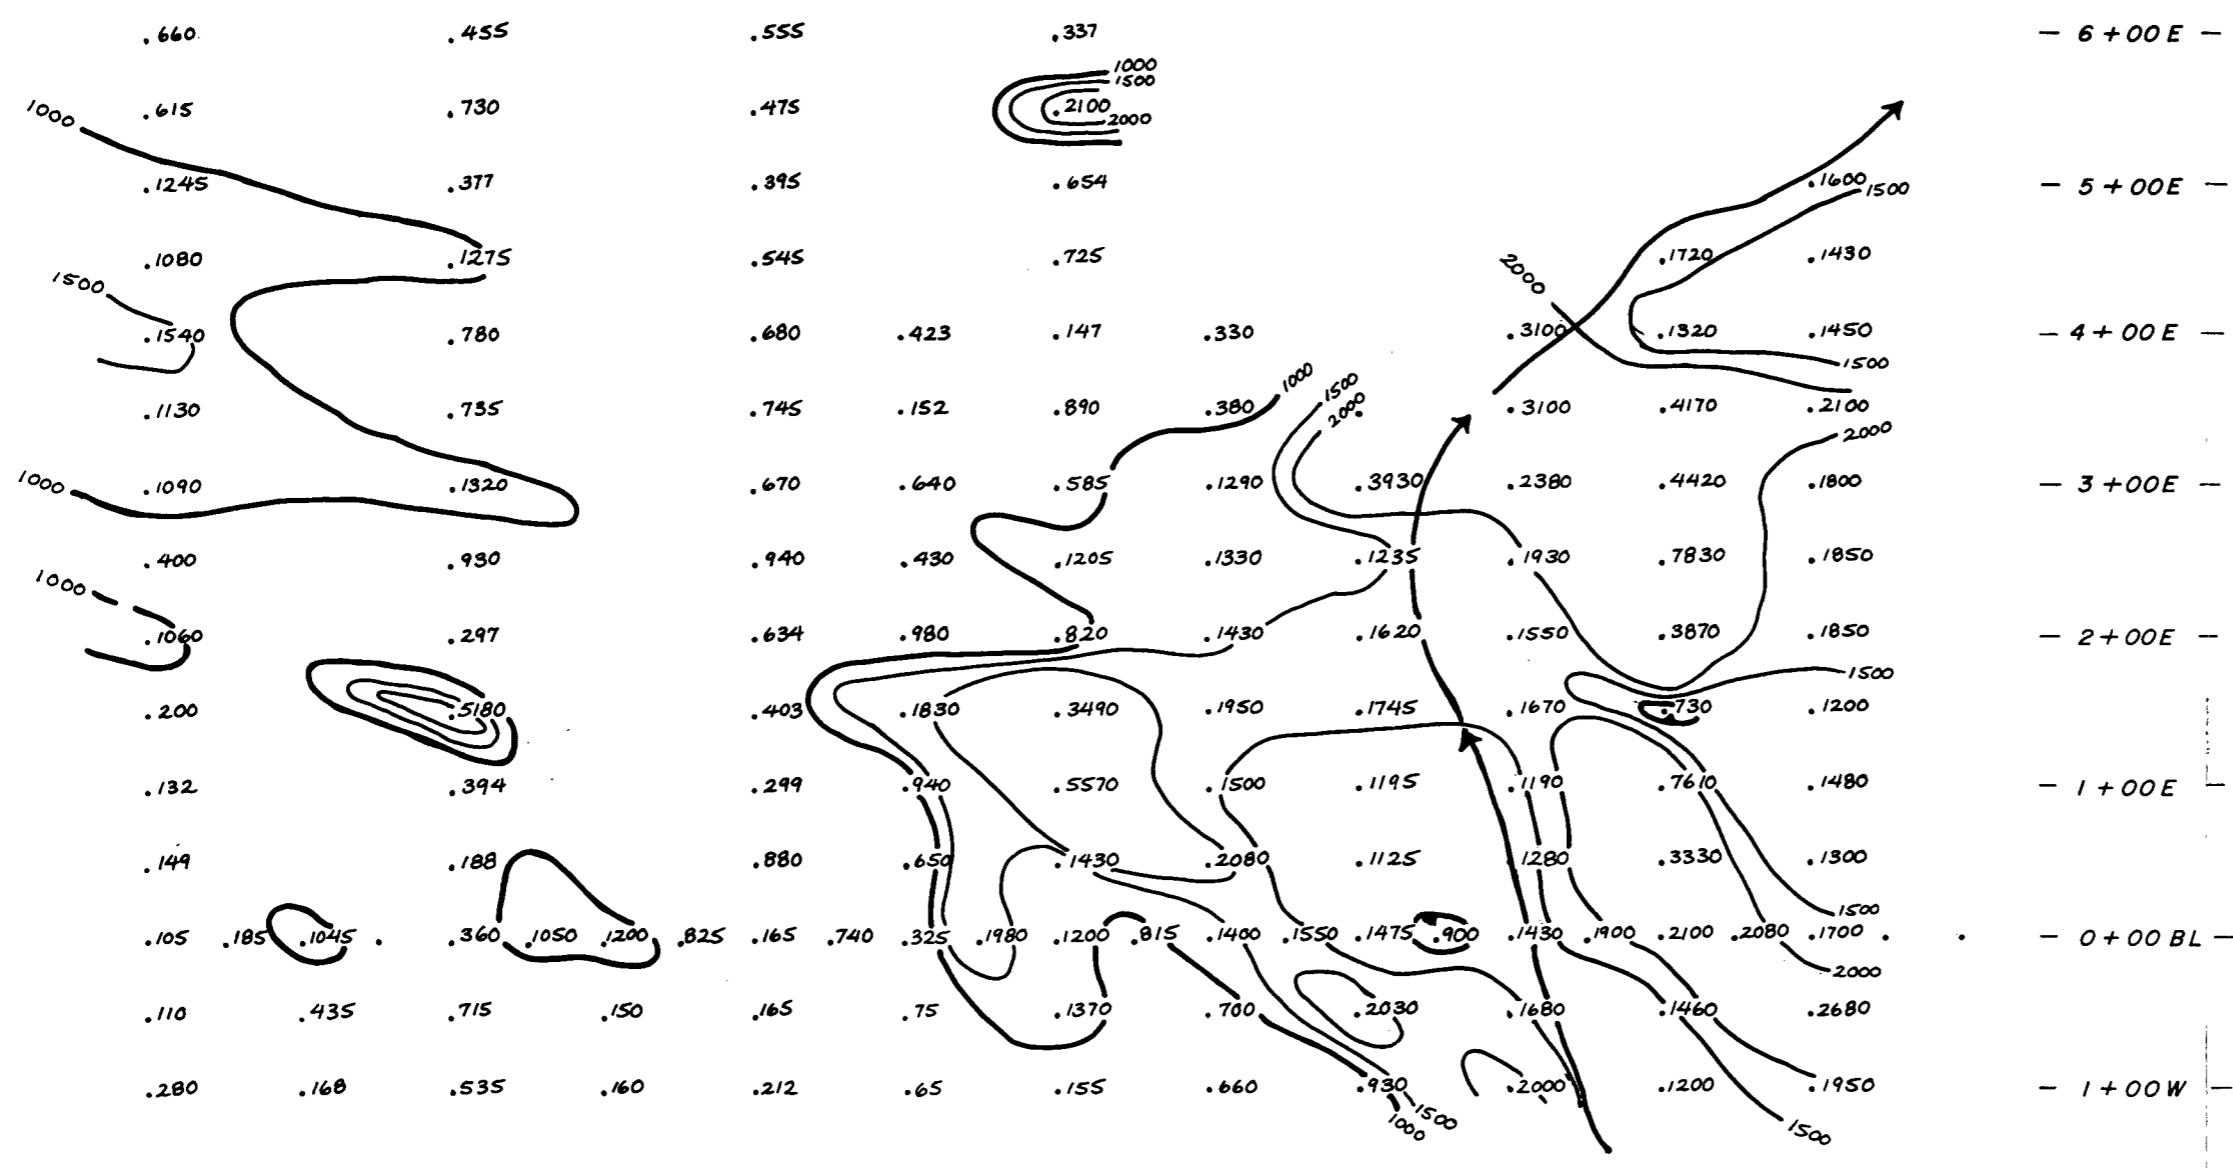 .660 .455 .555 .337 — 6+00E —
1000
1500
1000 .615 .730 .475 .2100
2000
.1245 .377 .395 .654 .1600 1500 — 5+00E —
.1080 .1275 .545 .725 2000 .1720 .1430
1500
.1540 .780 .680 .423 .147 .330 .3100 .1320 .1450 — 4+00E —
1500
1000 1500
.1130 .735 .745 .152 .890 .380 2000 .3100 .4170 .2100
2000
1000 .1090 .1320 .670 .640 .585 .1290 .3930 .2380 .4420 .1800 — 3+00E —
.400 .930 .940 .430 .1205 .1330 .1235 .1930 .7830 .1850
1000
.1060 .297 .634 .980 .820 .1430 .1620 .1550 .3870 .1850 — 2+00E —
1500
.200 .5180 .403 .1830 .3490 .1950 .1745 .1670 .730 .1200
.132 .394 .299 .940 .5570 .1500 .1195 .1190 .7610 .1480 — 1+00E —
.149 .188 .880 .650 .1430 .2080 .1125 .1280 .3330 .1300
1500
.105 .185 .1045 . .360 .1050 .1200 .825 .165 .740 .325 .1980 .1200 .815 .1400 .1550 .1475 .900 .1430 .1900 .2100 .2080 .1700 . . — 0+00 BL —
2000
.110 .435 .715 .150 .165 .75 .1370 .700 .2030 .1680 .1460 .2680
.280 .168 .535 .160 .212 .65 .155 .660 .930 .2000 .1200 .1950 — 1+00W —
1500
1000 1500